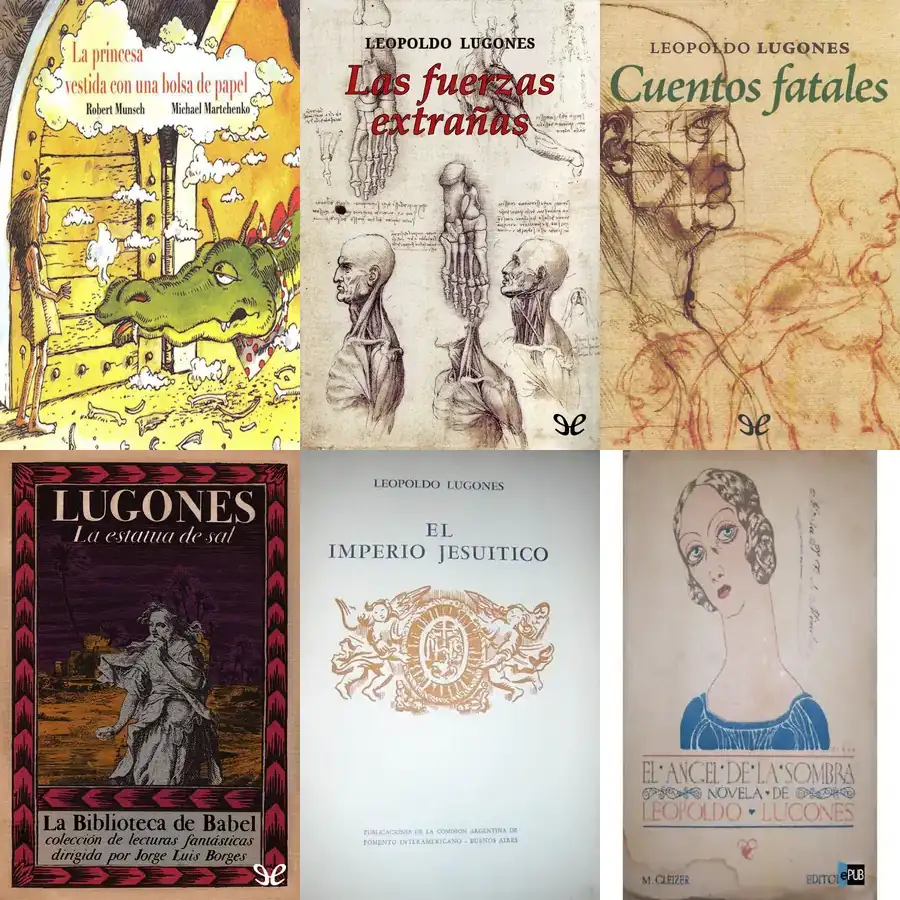 La princesa
vestida con una bolsa de papel
Robert Munsch Michael Martchenko
LEOPOLDO LUGONES
Las fuerzas
extrañas
LEOPOLDO LUGONES
Cuentos fatales
LUGONES
La estatua de sal
La Biblioteca de Babel
colección de lecturas fantásticas
dirigida por Jorge Luis Borges
LEOPOLDO LUGONES
EL
IMPERIO JESUITICO
PUBLICACIONES DE LA COMISION ARGENTINA DE
FOMENTO INTERAMERICANO - BUENOS AIRES
EL·ANGEL·DE·LA·SOMBRA
NOVELA·DE
LEOPOLDO·LUGONES
M. GLEIZER EDITOR
ePUB